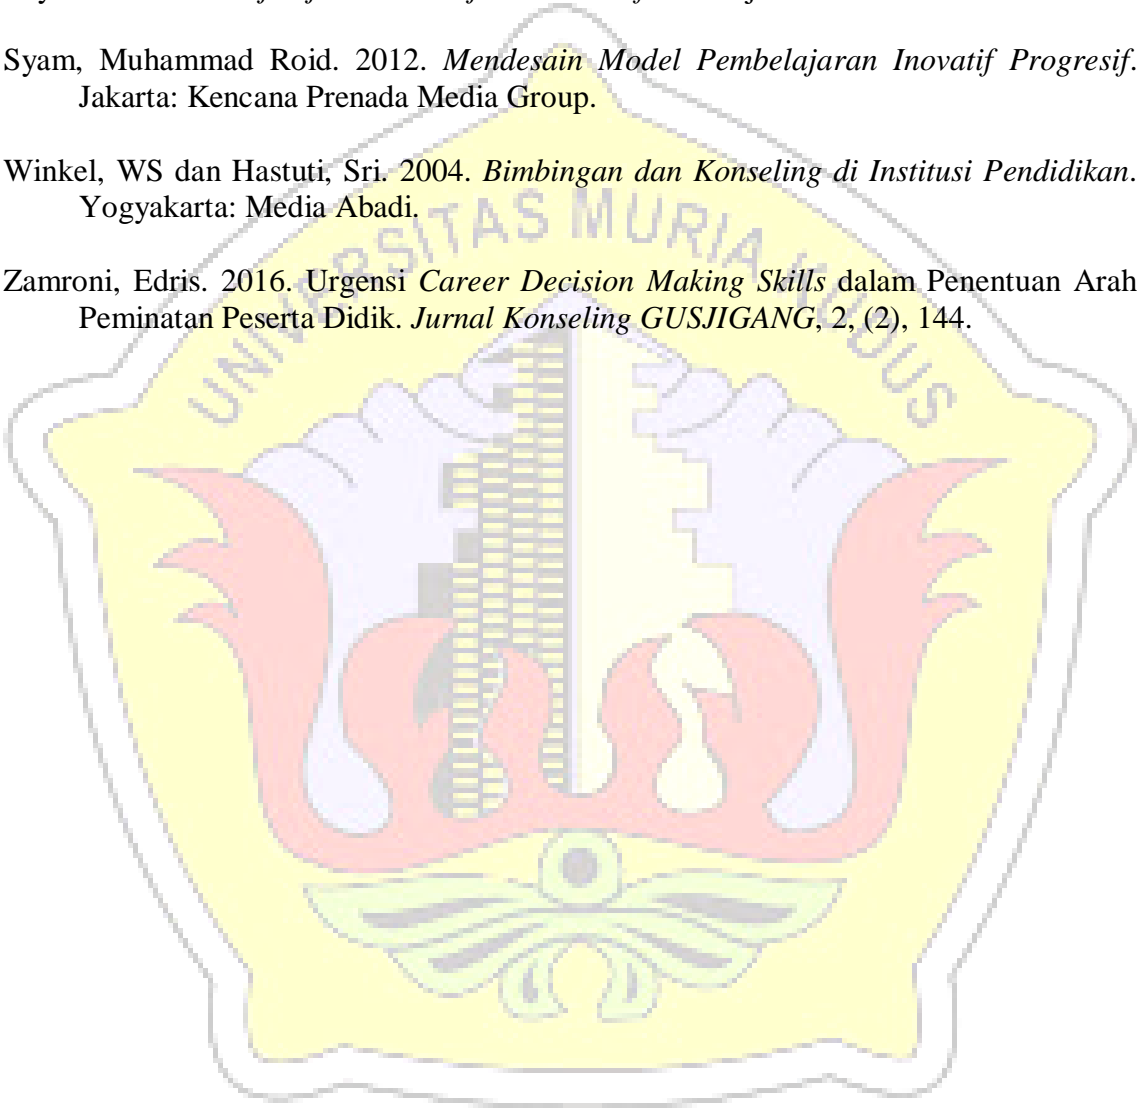 Syam, Muhammad Roid. 2012. Mendesain Model Pembelajaran Inovatif Progresif.
Jakarta: Kencana Prenada Media Group.
Winkel, WS dan Hastuti, Sri. 2004. Bimbingan dan Konseling di Institusi Pendidikan.
Yogyakarta: Media Abadi.
Zamroni, Edris. 2016. Urgensi Career Decision Making Skills dalam Penentuan Arah
Peminatan Peserta Didik. Jurnal Konseling GUSJIGANG, 2, (2), 144.
UNIVERSITAS MURIA KUDUS